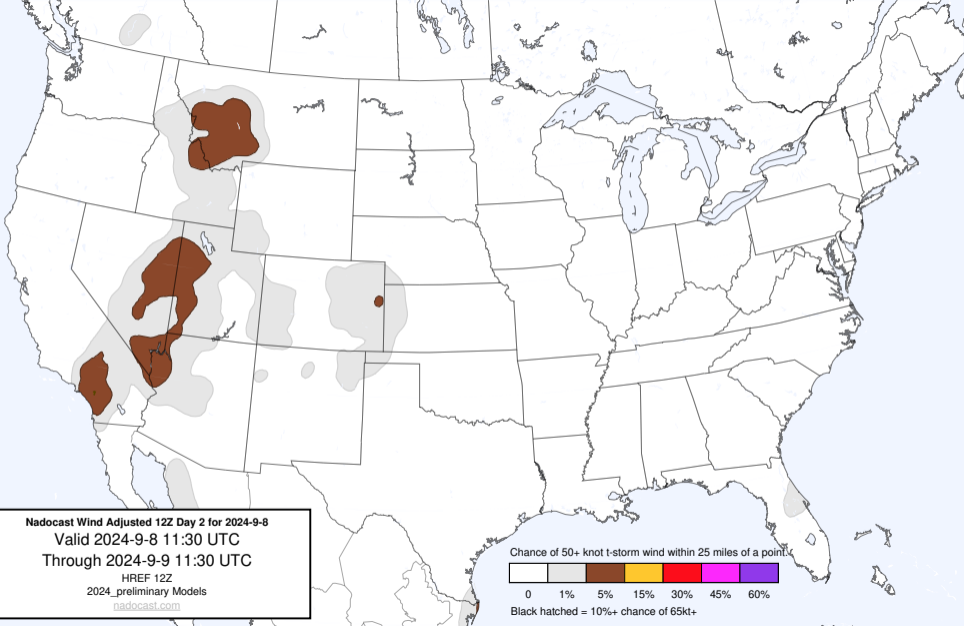 Nadocast Wind Adjusted 12Z Day 2 for 2024-9-8
Valid 2024-9-8 11:30 UTC
Through 2024-9-9 11:30 UTC
HREF 12Z
2024_preliminary Models
nadocast.com
Chance of 50+ knot t-storm wind within 25 miles of a point.
0 1% 5% 15% 30% 45% 60%
Black hatched = 10%+ chance of 65kt+